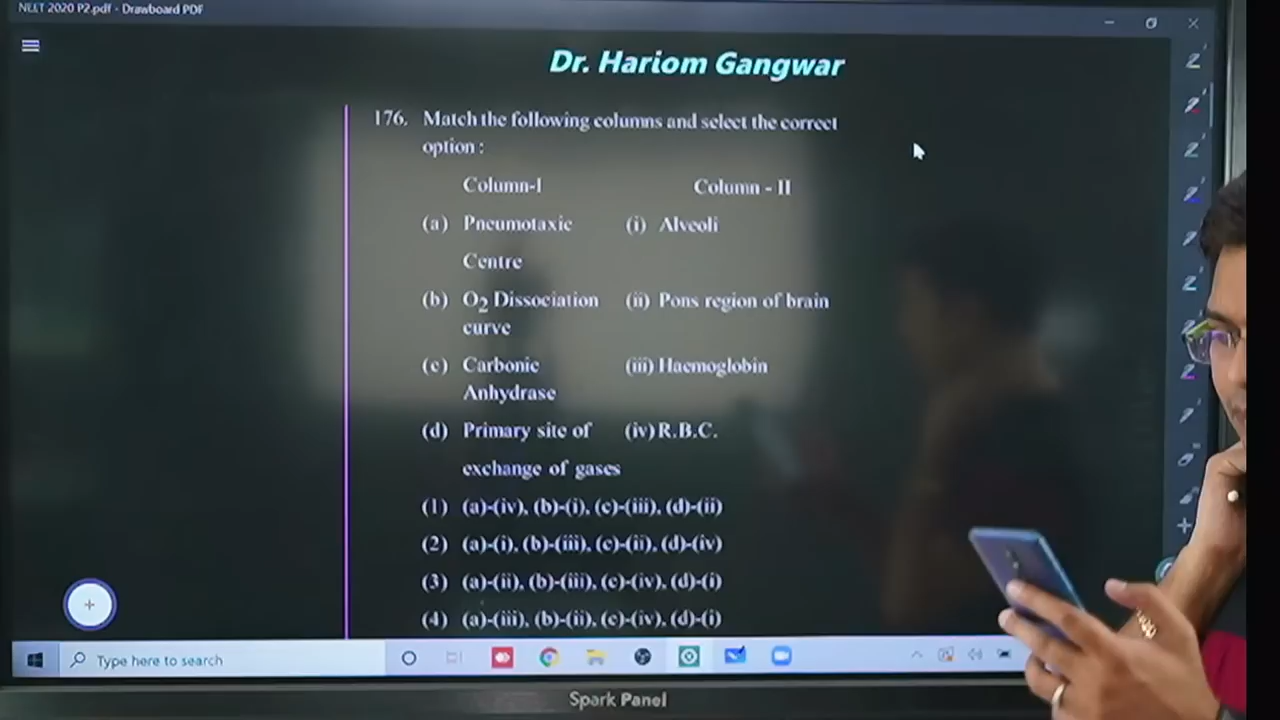 NEET 2020 P2.pdf - Drawboard PDF
Dr. Hariom Gangwar
176. Match the following columns and select the correct
option :
Column-I Column - II
(a) Pneumotaxic (i) Alveoli
Centre
(b) O2 Dissociation (ii) Pons region of brain
curve
(c) Carbonic (iii) Haemoglobin
Anhydrase
(d) Primary site of (iv) R.B.C.
exchange of gases
(1) (a)-(iv), (b)-(i), (c)-(iii), (d)-(ii)
(2) (a)-(i), (b)-(iii), (c)-(ii), (d)-(iv)
(3) (a)-(ii), (b)-(iii), (c)-(iv), (d)-(i)
(4) (a)-(iii), (b)-(ii), (c)-(iv), (d)-(i)
Type here to search
Spark Panel